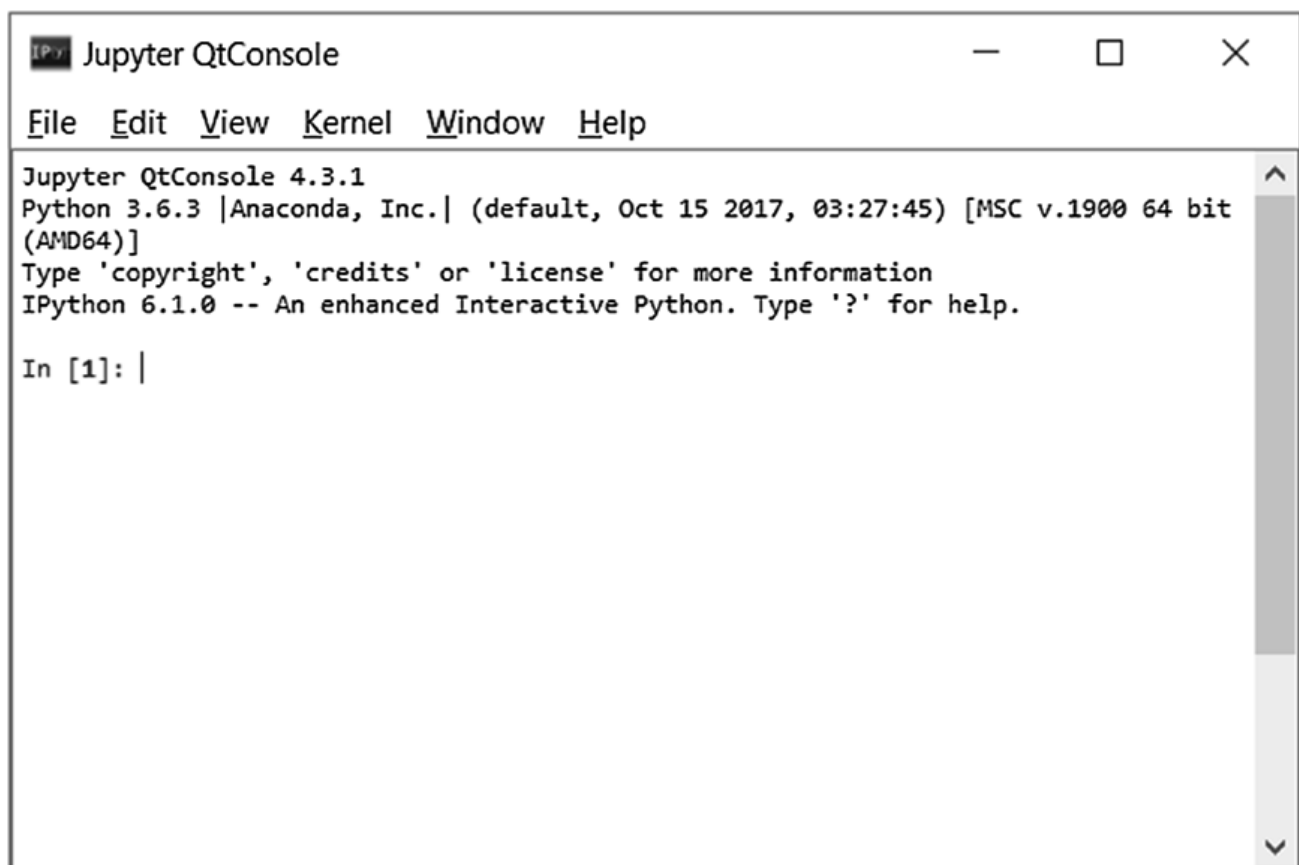 IP[y] Jupyter QtConsole
File Edit View Kernel Window Help
Jupyter QtConsole 4.3.1
Python 3.6.3 |Anaconda, Inc.| (default, Oct 15 2017, 03:27:45) [MSC v.1900 64 bit
(AMD64)]
Type 'copyright', 'credits' or 'license' for more information
IPython 6.1.0 -- An enhanced Interactive Python. Type '?' for help.
In [1]: